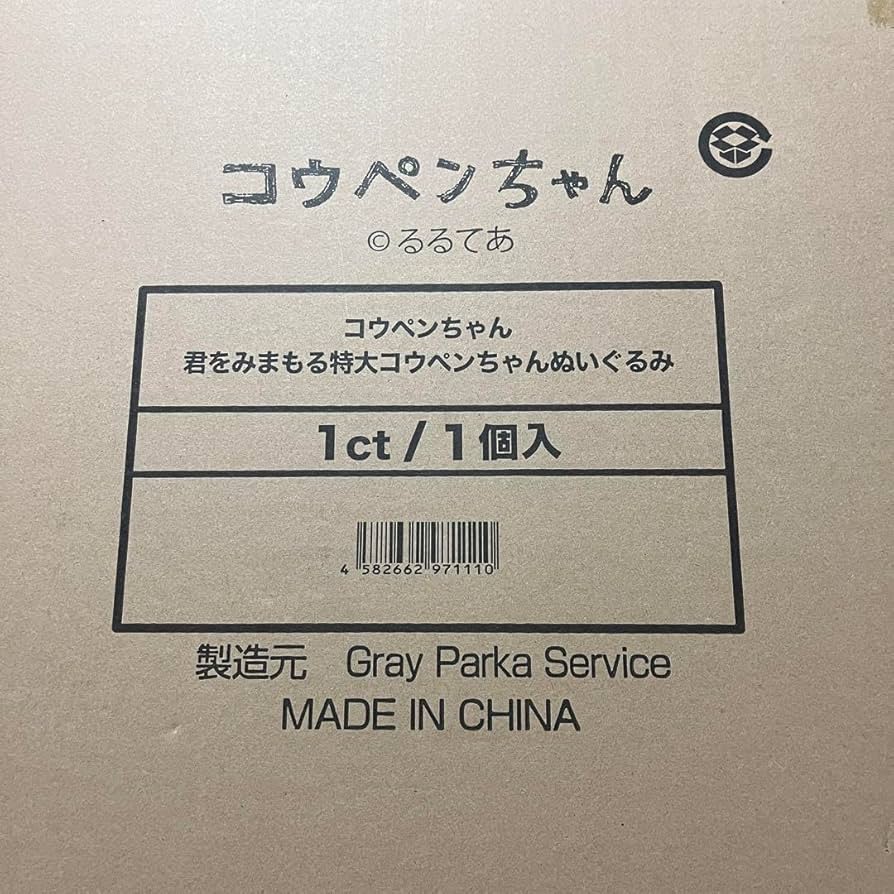 コウペンちゃん
©るるてあ
コウペンちゃん
君をみまもる特大コウペンちゃんぬいぐるみ
1ct / 1個入
4 582662 971110
製造元 Gray Parka Service
MADE IN CHINA